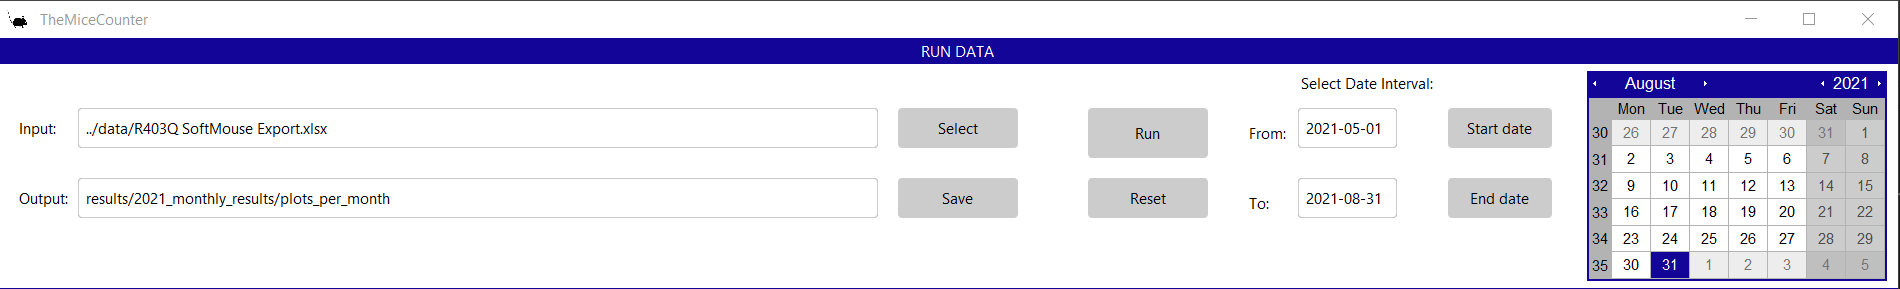 TheMiceCounter
RUN DATA
Select Date Interval:
Input: ../data/R403Q SoftMouse Export.xlsx Select Run From: 2021-05-01 Start date
Output: results/2021_monthly_results/plots_per_month Save Reset To: 2021-08-31 End date
August 2021
Mon Tue Wed Thu Fri Sat Sun
30 26 27 28 29 30 31 1
31 2 3 4 5 6 7 8
32 9 10 11 12 13 14 15
33 16 17 18 19 20 21 22
34 23 24 25 26 27 28 29
35 30 31 1 2 3 4 5